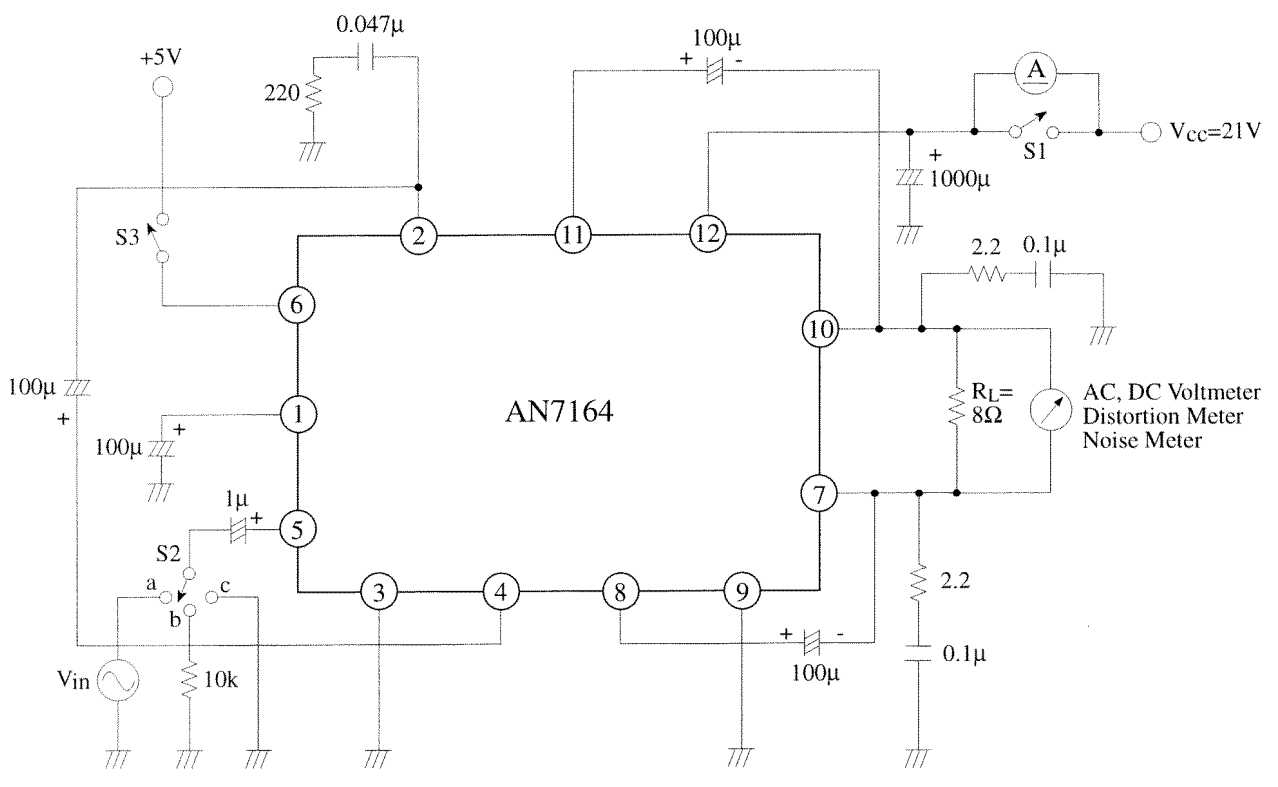 0.047μ
+5V
220
100μ
+ -
A
S1
Vcc=21V
+
1000μ
S3
2
11
12
2.2
0.1μ
6
10
100μ
+
1
AN7164
RL=
8Ω
AC, DC Voltmeter
Distortion Meter
Noise Meter
+
100μ
1μ
+
5
7
S2
a
b
c
3
4
8
9
2.2
+ -
100μ
0.1μ
Vin
10k